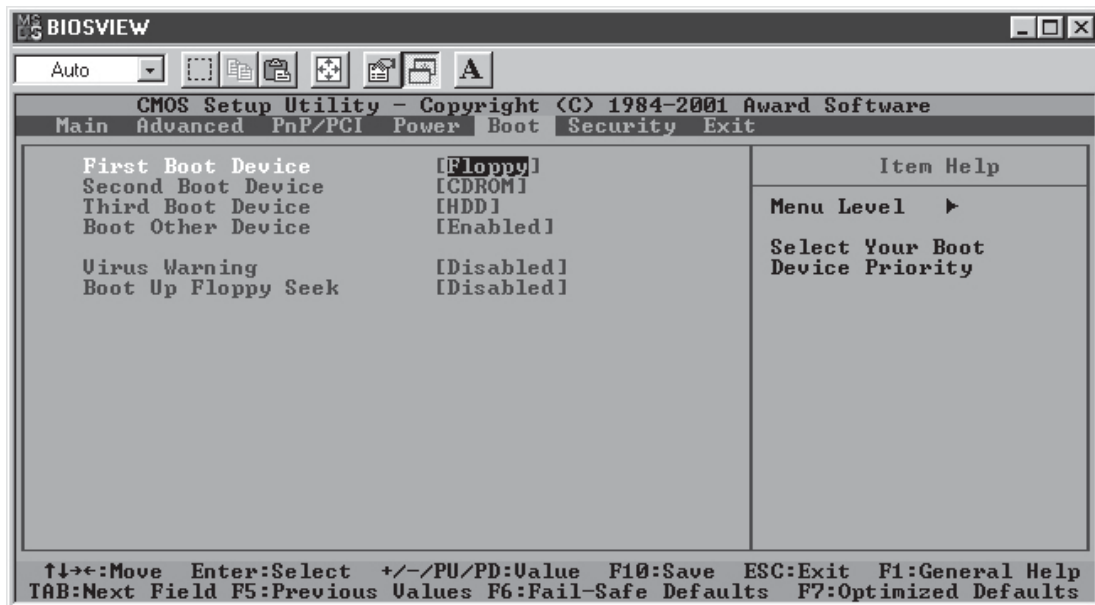 MS
DS BIOSVIEW
Auto
A
CMOS Setup Utility - Copyright (C) 1984-2001 Award Software
Main Advanced PnP/PCI Power Boot Security Exit
First Boot Device [Floppy]
Second Boot Device [CDROM]
Third Boot Device [HDD]
Boot Other Device [Enabled]
Virus Warning [Disabled]
Boot Up Floppy Seek [Disabled]
Item Help
Menu Level ►
Select Your Boot
Device Priority
↑↓→←:Move Enter:Select +/-/PU/PD:Value F10:Save ESC:Exit F1:General Help
TAB:Next Field F5:Previous Values F6:Fail-Safe Defaults F7:Optimized Defaults